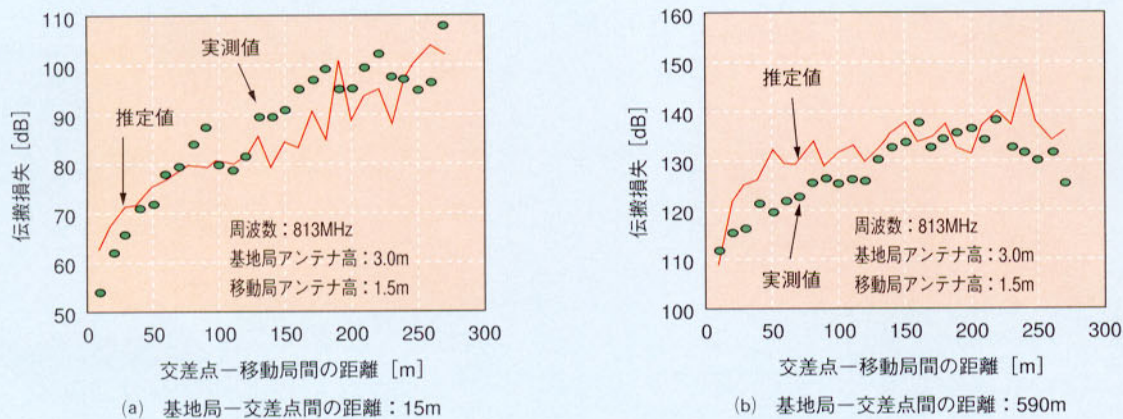 110
100
90
80
70
60
50
伝搬損失 [dB]
実測値
推定値
周波数：813MHz
基地局アンテナ高：3.0m
移動局アンテナ高：1.5m
0 50 100 150 200 250 300
交差点－移動局間の距離 [m]
(a) 基地局－交差点間の距離：15m
160
150
140
130
120
110
100
伝搬損失 [dB]
推定値
周波数：813MHz
基地局アンテナ高：3.0m
移動局アンテナ高：1.5m
実測値
0 50 100 150 200 250 300
交差点－移動局間の距離 [m]
(b) 基地局－交差点間の距離：590m